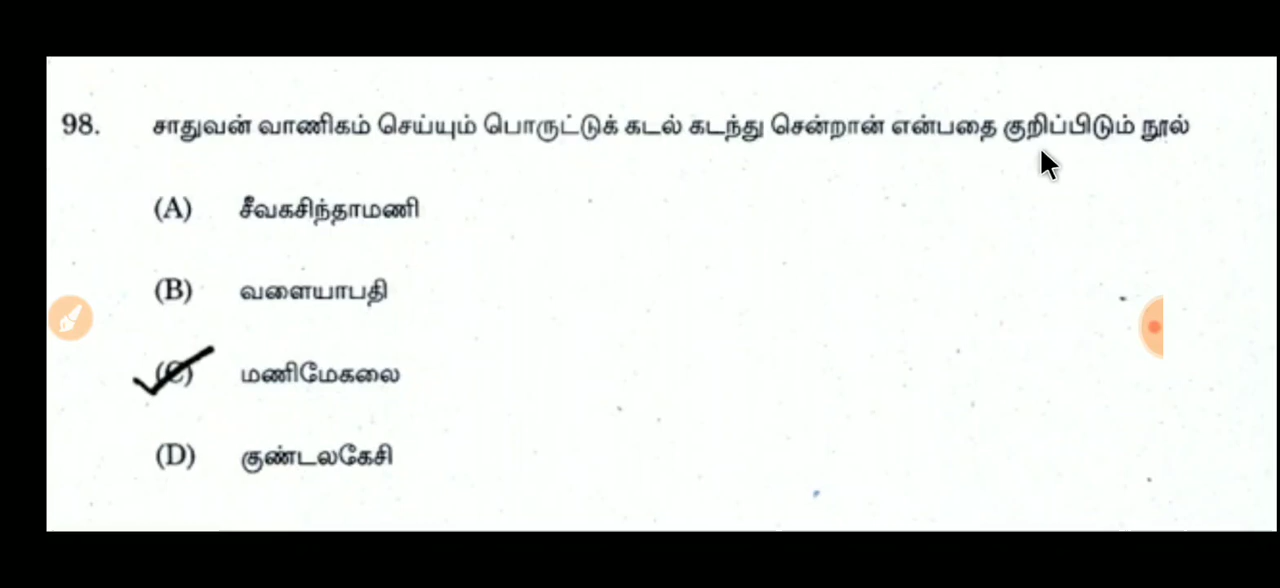 98. சாதுவன் வாணிகம் செய்யும் பொருட்டுக் கடல் கடந்து சென்றான் என்பதை குறிப்பிடும் நூல்
(A) சீவகசிந்தாமணி
(B) வளையாபதி
(C) மணிமேகலை
(D) குண்டலகேசி